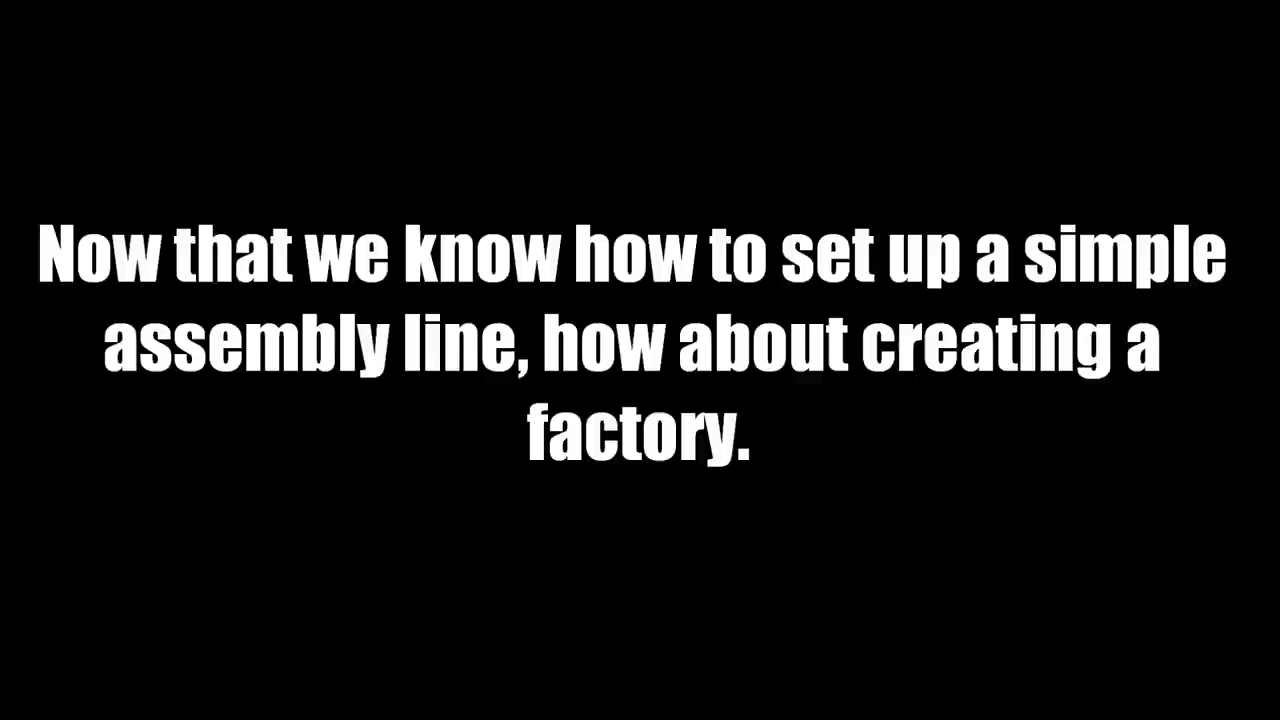 Now that we know how to set up a simple
assembly line, how about creating a
factory.